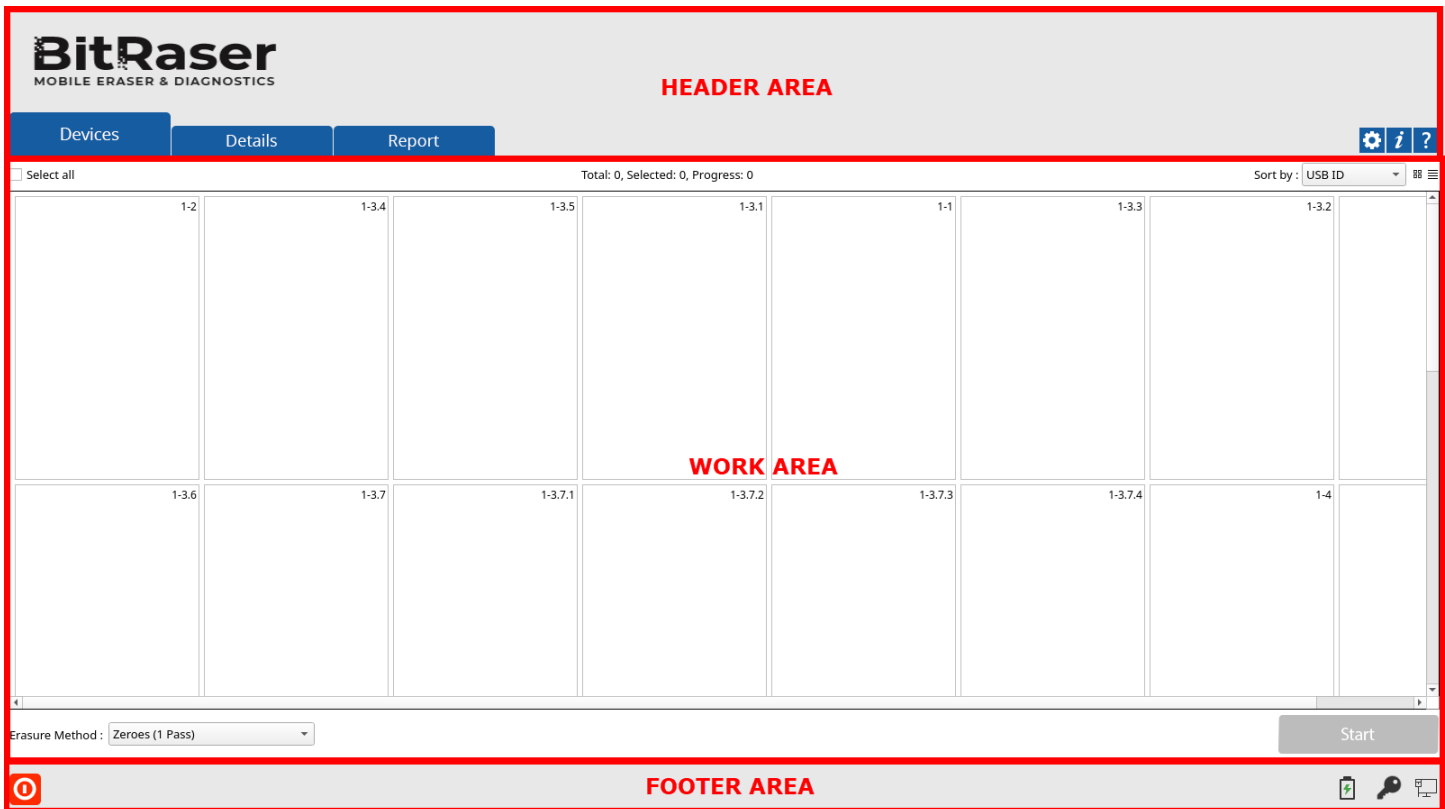 BitRaser
MOBILE ERASER & DIAGNOSTICS
HEADER AREA
Devices
Details
Report
i
?
Select all
Total: 0, Selected: 0, Progress: 0
Sort by : USB ID
1-2
1-3.4
1-3.5
1-3.1
1-1
1-3.3
1-3.2
WORK AREA
1-3.6
1-3.7
1-3.7.1
1-3.7.2
1-3.7.3
1-3.7.4
1-4
Erasure Method : Zeroes (1 Pass)
Start
FOOTER AREA